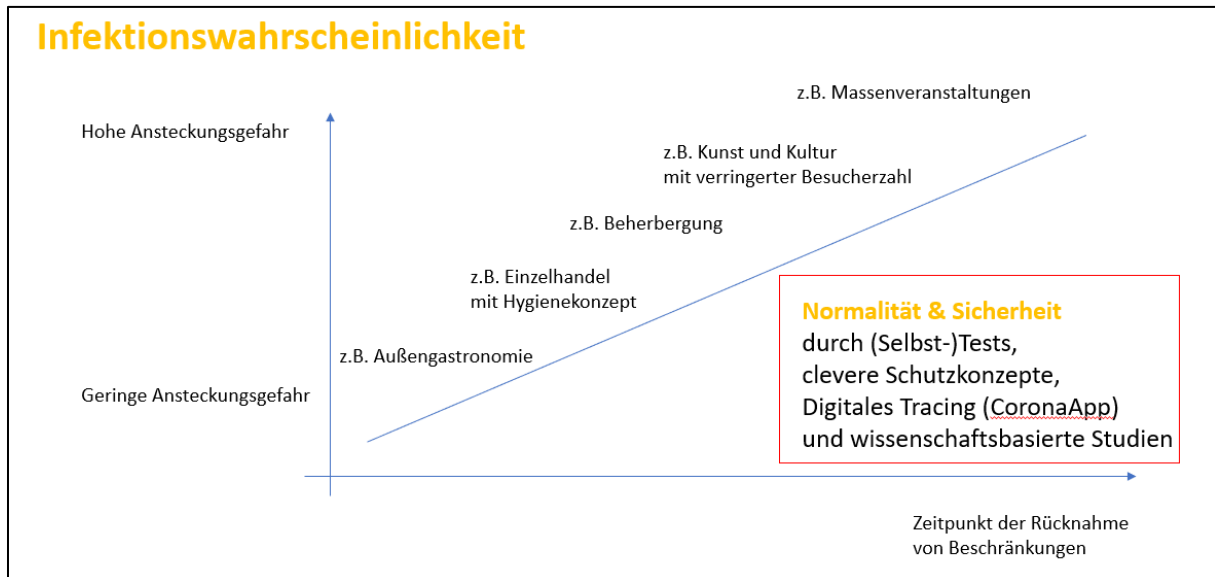 Infektionswahrscheinlichkeit
z.B. Massenveranstaltungen
Hohe Ansteckungsgefahr
z.B. Kunst und Kultur
mit verringerter Besucherzahl
z.B. Beherbergung
z.B. Einzelhandel
mit Hygienekonzept
z.B. Außengastronomie
Geringe Ansteckungsgefahr
Normalität & Sicherheit
durch (Selbst-)Tests,
clevere Schutzkonzepte,
Digitales Tracing (CoronaApp)
und wissenschaftsbasierte Studien
Zeitpunkt der Rücknahme
von Beschränkungen